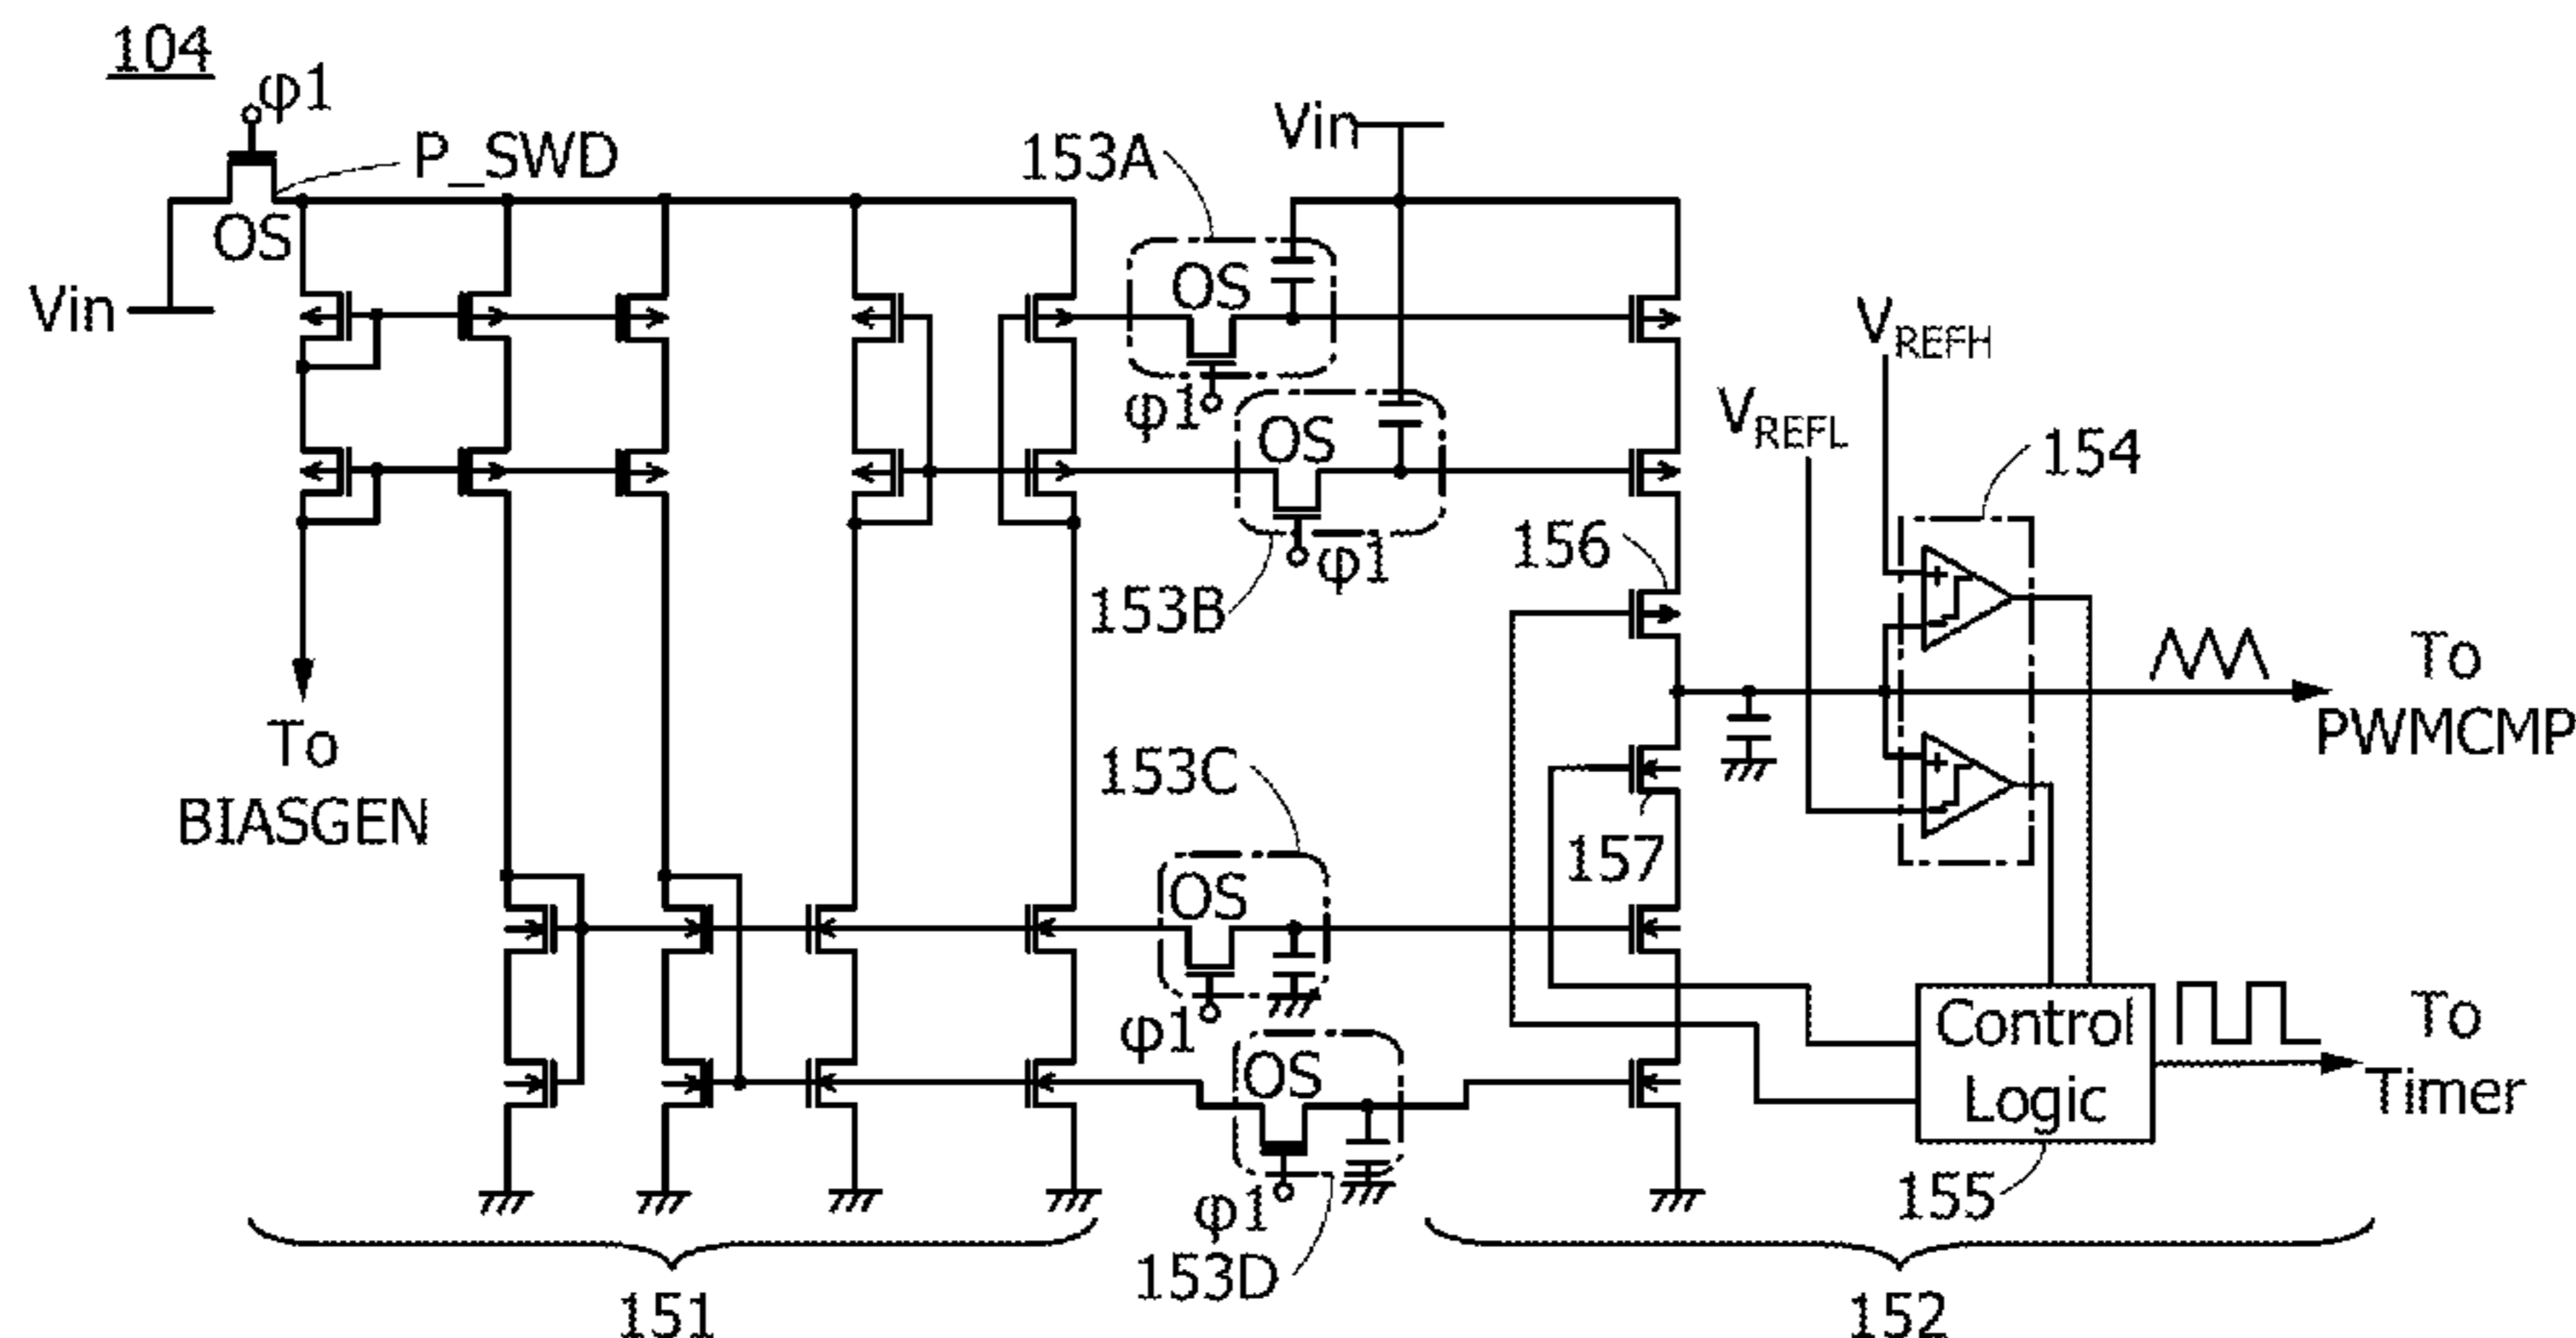 104
φ1
P_SWD
OS
Vin
Vin
153A
OS
φ1
OS
φ1
153B
VREFH
VREFL
154
156
To
BIASGEN
153C
157
To
PWMCMP
OS
φ1
OS
φ1
153D
Control
Logic
155
To
Timer
151
152